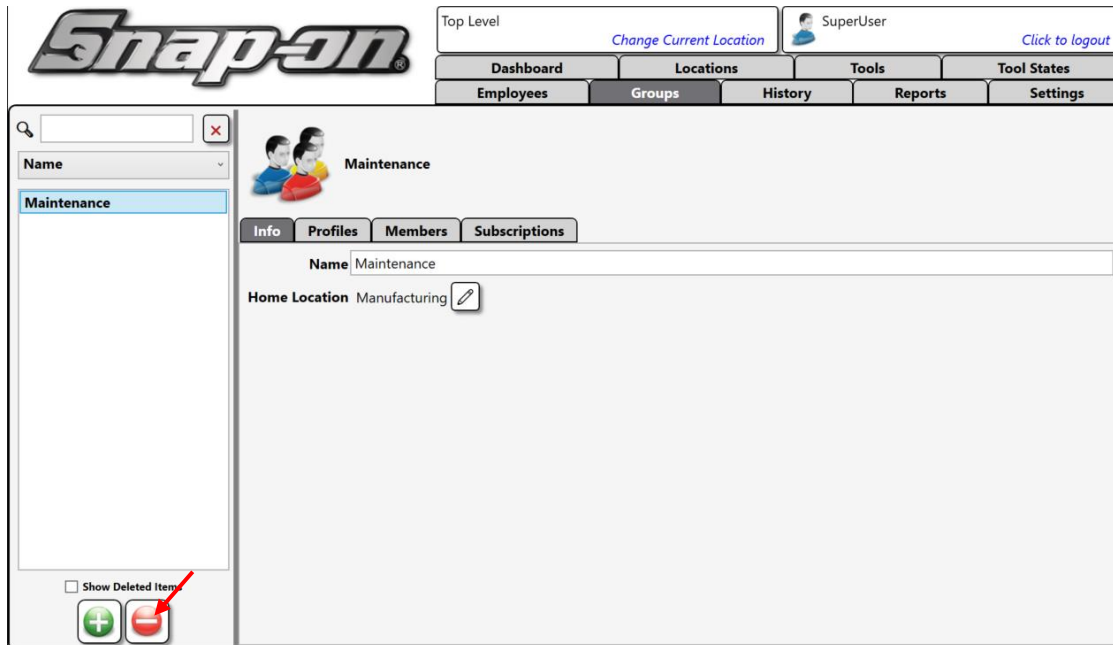 Snap-on®
Top Level
Change Current Location
SuperUser
Click to logout
Dashboard Locations Tools Tool States
Employees Groups History Reports Settings
Name
Maintenance
Show Deleted Items
Maintenance
Info Profiles Members Subscriptions
Name Maintenance
Home Location Manufacturing